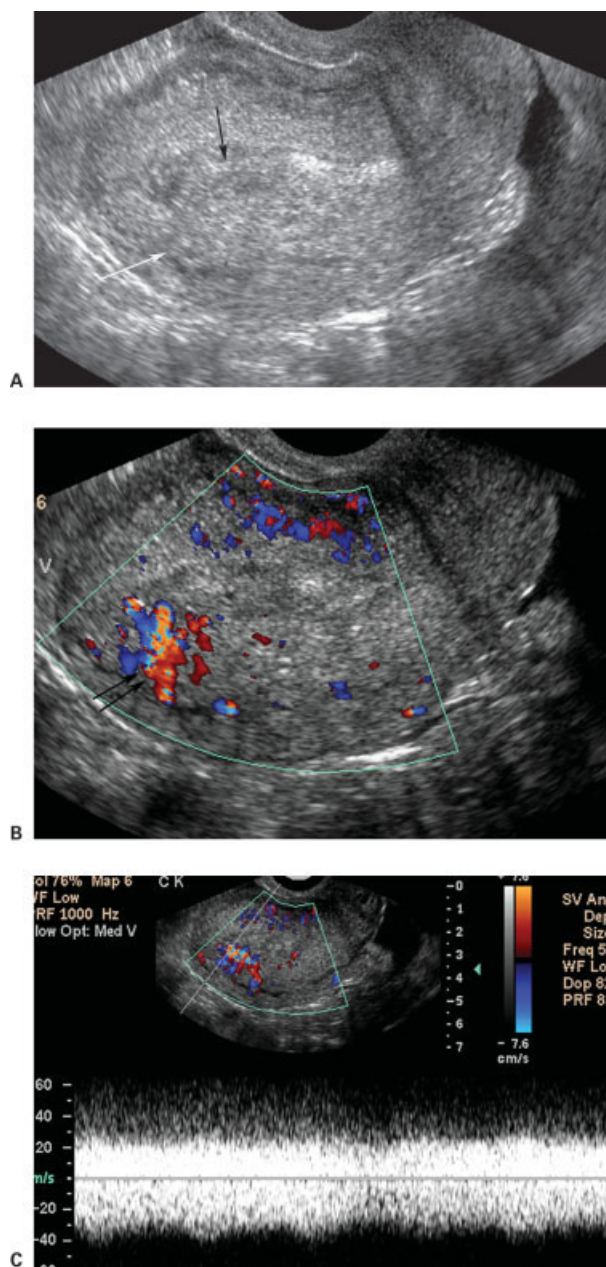 A
6
V
B
ol 76% Map 6
WF Low
PRF 1000 Hz
low Opt: Med V
C K
0
1
2
3
4
5
6
7
7.6
- 7.6
cm/s
SV An
Dep
Size
Freq 5
WF Lo
Dop 8
PRF 8
60
40
20
m/s
-20
-40
C